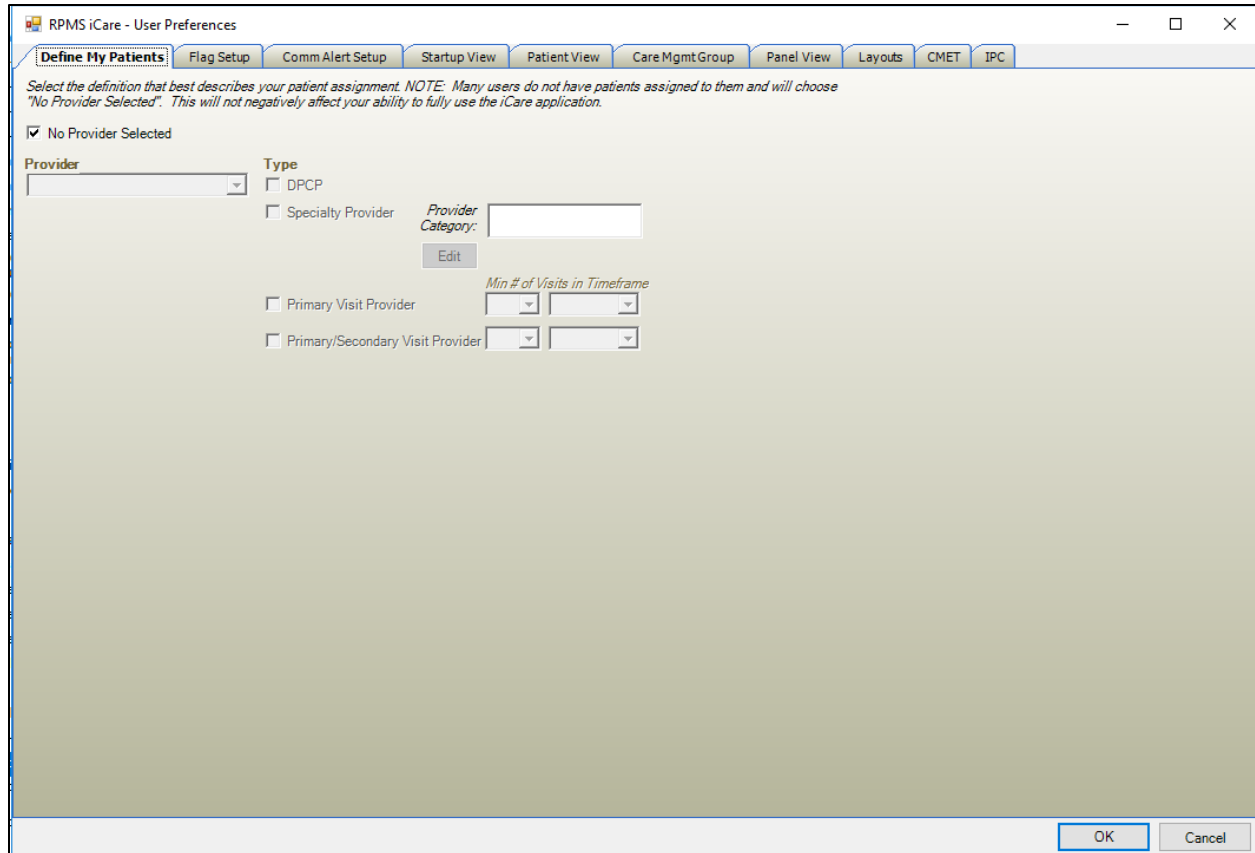 RPMS iCare - User Preferences
Define My Patients Flag Setup Comm Alert Setup Startup View Patient View Care Mgmt Group Panel View Layouts CMET IPC
Select the definition that best describes your patient assignment. NOTE: Many users do not have patients assigned to them and will choose
"No Provider Selected". This will not negatively affect your ability to fully use the iCare application.
No Provider Selected
Provider Type
DPCP
Specialty Provider Provider
Category:
Edit
Min # of Visits in Timeframe
Primary Visit Provider
Primary/Secondary Visit Provider
OK Cancel